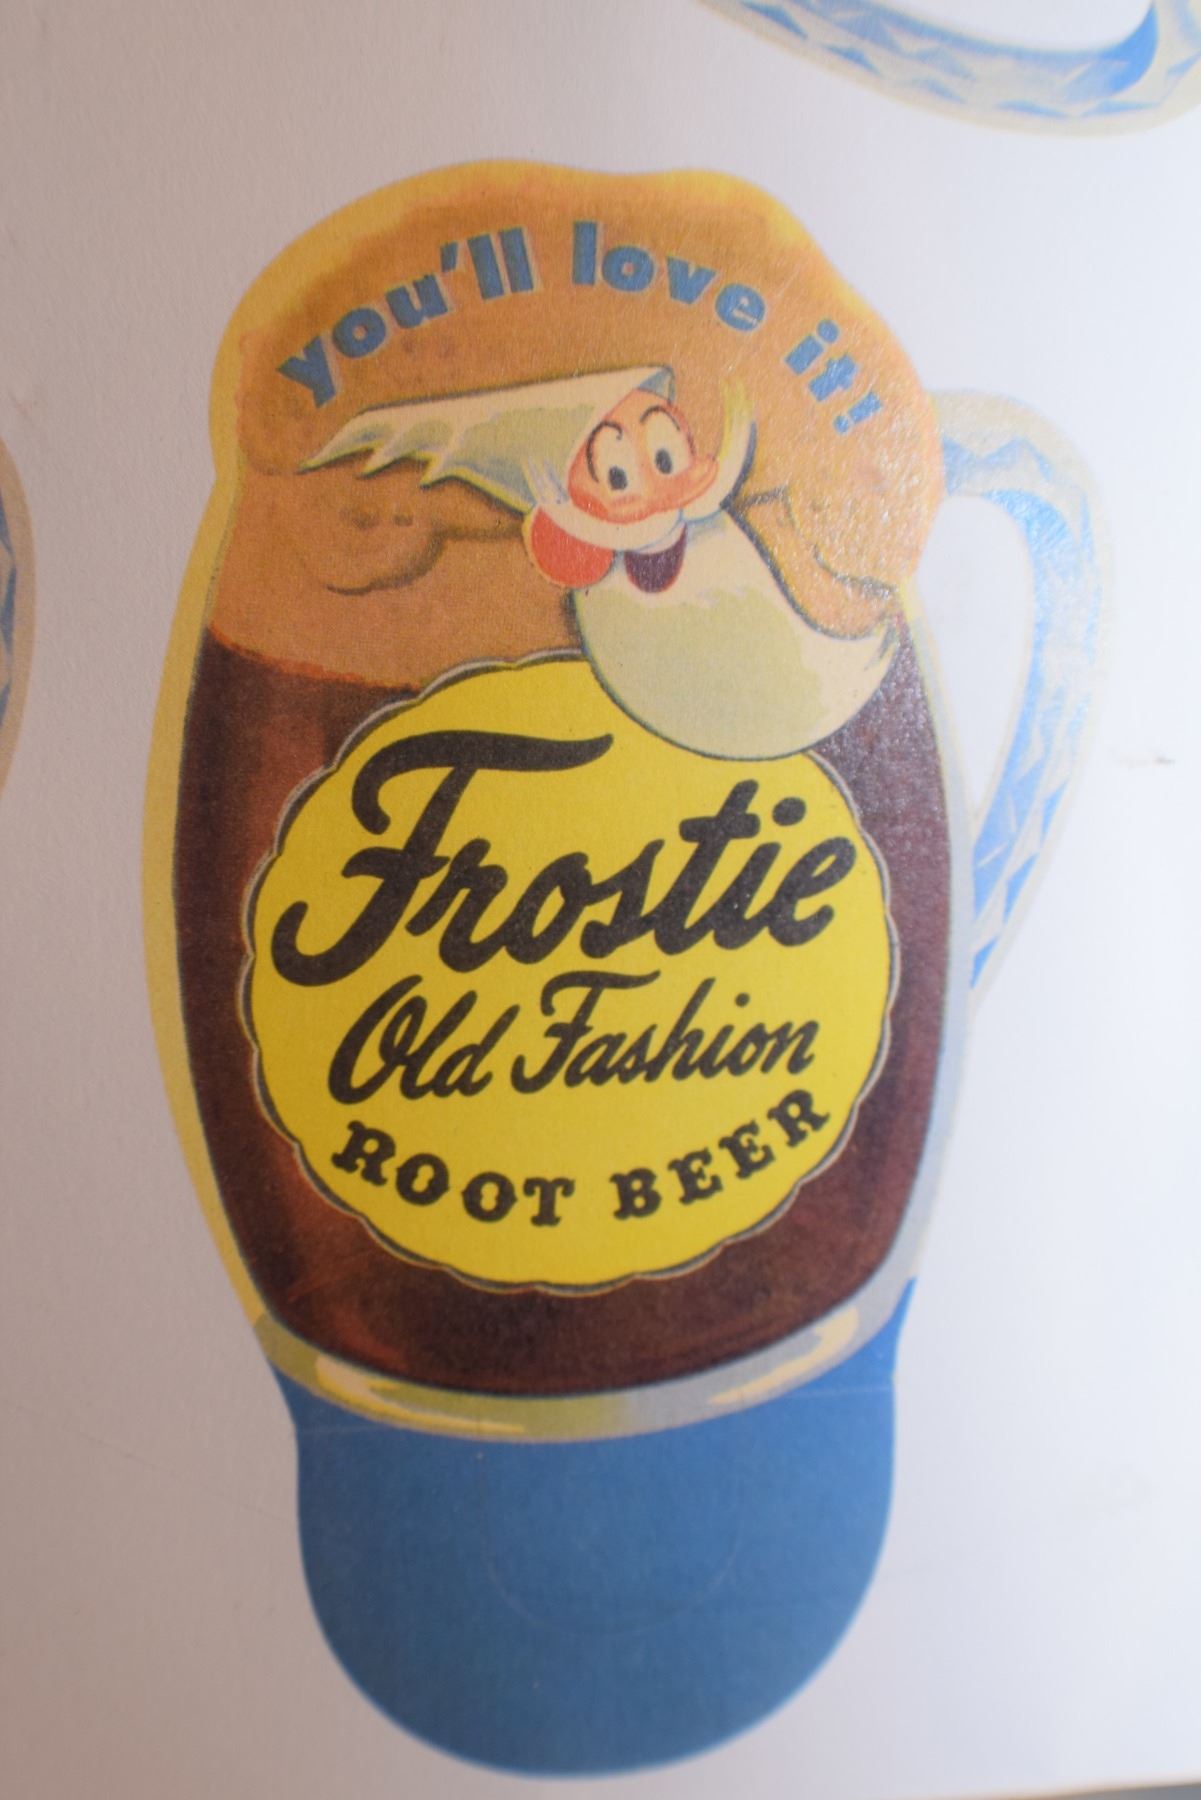 you'll love it!
Frostie
Old Fashion
ROOT BEER